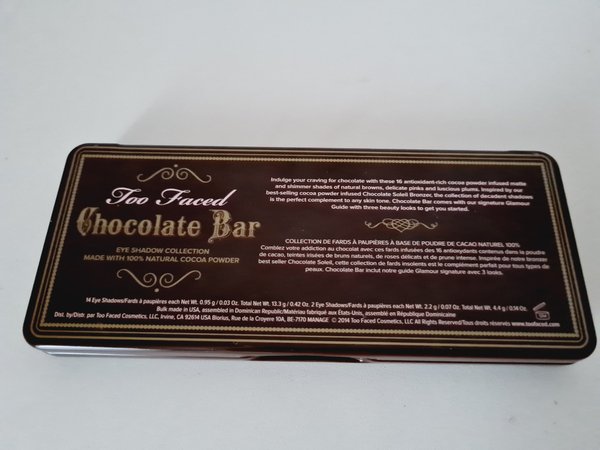 Too Faced
Chocolate Bar
EYE SHADOW COLLECTION
MADE WITH 100% NATURAL COCOA POWDER
Indulge your craving for chocolate with these 16 antioxidant-rich cocoa powder infused matte
and shimmer shades of natural browns, delicate pinks and luscious plums. Inspired by our
best-selling cocoa powder infused Chocolate Soleil Bronzer, the collection of decadent shadows
is the perfect complement to any skin tone. Chocolate Bar comes with our signature Glamour
Guide with three beauty looks to get you started.
COLLECTION DE FARDS À PAUPIÈRES À BASE DE POUDRE DE CACAO NATUREL 100%
Comblez votre addiction au chocolat avec ces fards enrichis des 16 antioxydants contenus dans la poudre
de cacao, teintes irisées de bruns naturels, de roses délicats et de prune intense. Inspirée de notre bronzer
best seller Chocolate Soleil, cette collection de fards insolents est le complément parfait pour tous types de
peaux. Chocolate Bar inclut notre guide Glamour signature avec 3 looks.
14 Eye Shadows/Fards à paupières each Net Wt. 0.95 g / 0.03 Oz. Total Net Wt. 13.3 g / 0.42 Oz. 2 Eye Shadows/Fards à paupières each Net Wt. 2.2 g / 0.07 Oz. Total Net Wt. 4.4 g / 0.14 Oz.
Bulk made in USA, assembled in Dominican Republic/Matériau fabriqué aux États-Unis, assemblé en République Dominicaine
Dist. by/Distr. par Too Faced Cosmetics, LLC, Irvine, CA 92614 USA Biorius, Rue de la Croyere 10A, BE-7170 MANAGE © 2014 Too Faced Cosmetics, LLC All Rights Reserved/Tous droits réservés www.toofaced.com